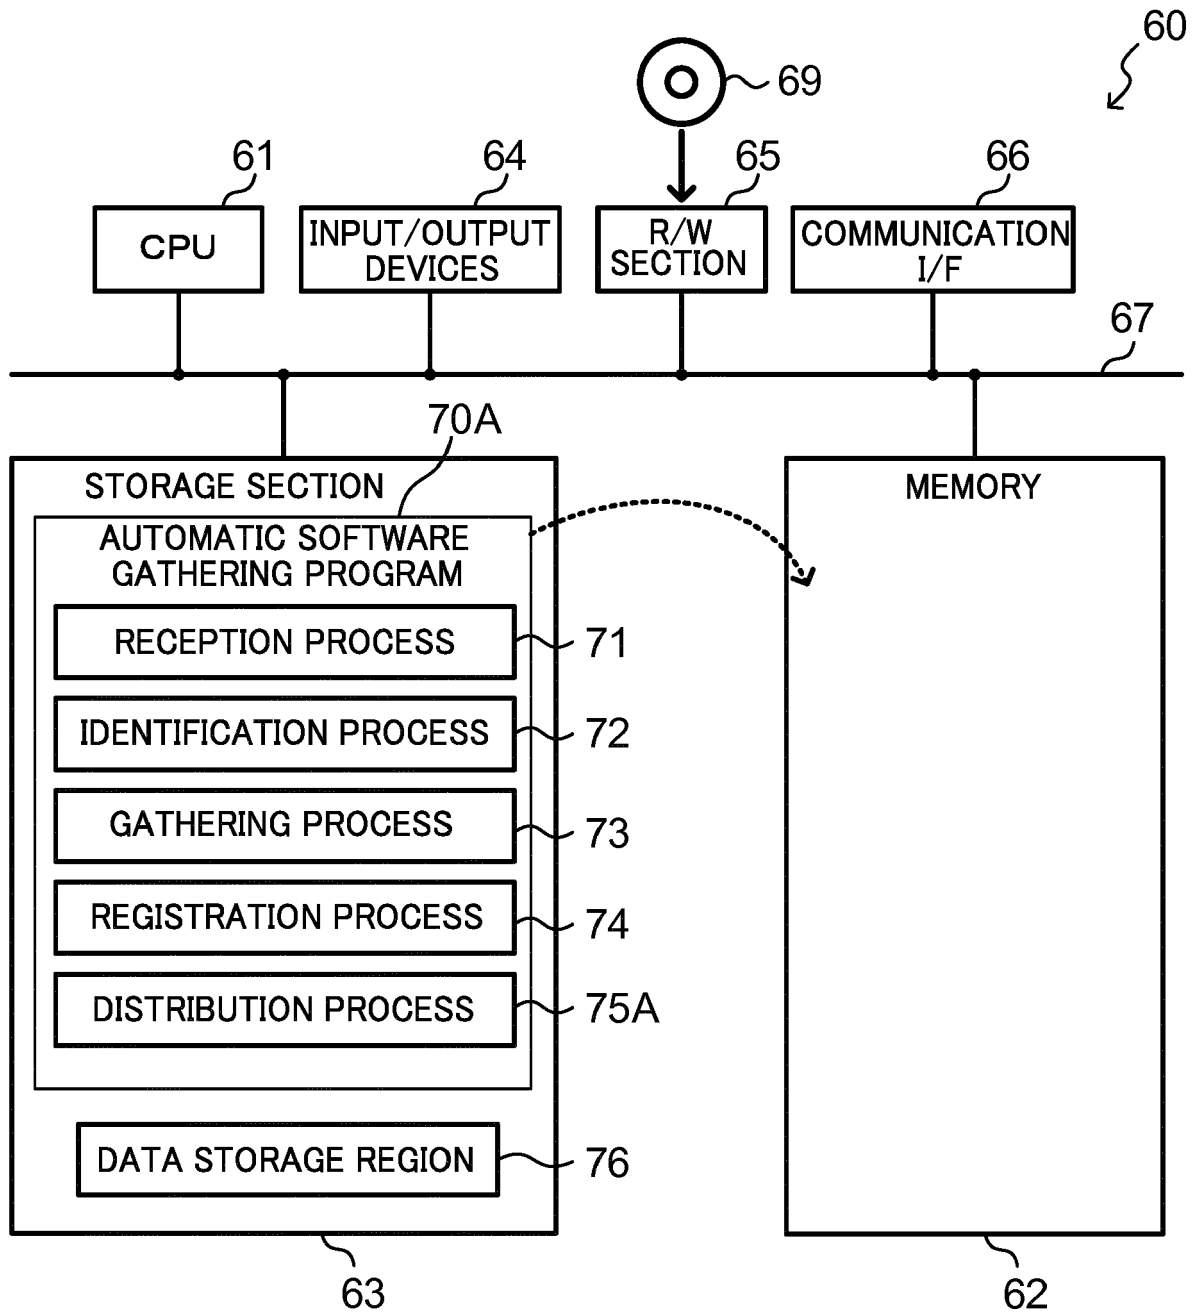 60
69
61
64
65
66
CPU
INPUT/OUTPUT
DEVICES
R/W
SECTION
COMMUNICATION
I/F
67
70A
STORAGE SECTION
MEMORY
AUTOMATIC SOFTWARE
GATHERING PROGRAM
RECEPTION PROCESS
71
IDENTIFICATION PROCESS
72
GATHERING PROCESS
73
REGISTRATION PROCESS
74
DISTRIBUTION PROCESS
75A
DATA STORAGE REGION
76
63
62